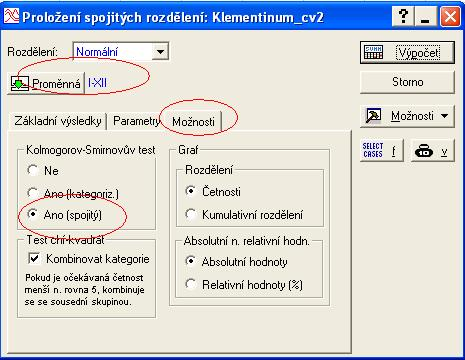 Proložení spojitých rozdělení: Klementinum_cv2
Rozdělení: Normální
Výpočet
Proměnná I-XII
Storno
Možnosti
Základní výsledky Parametry Možnosti
SELECT CASES f v
Kolmogorov-Smirnovův test
Ne
Ano (kategoriz.)
Ano (spojitý)
Test chí-kvadrát
Kombinovat kategorie
Pokud je očekávaná četnost
menší n. rovna 5, kombinuje
se se sousední skupinou.
Graf
Rozdělení
Četnosti
Kumulativní rozdělení
Absolutní n. relativní hodn.
Absolutní hodnoty
Relativní hodnoty (%)